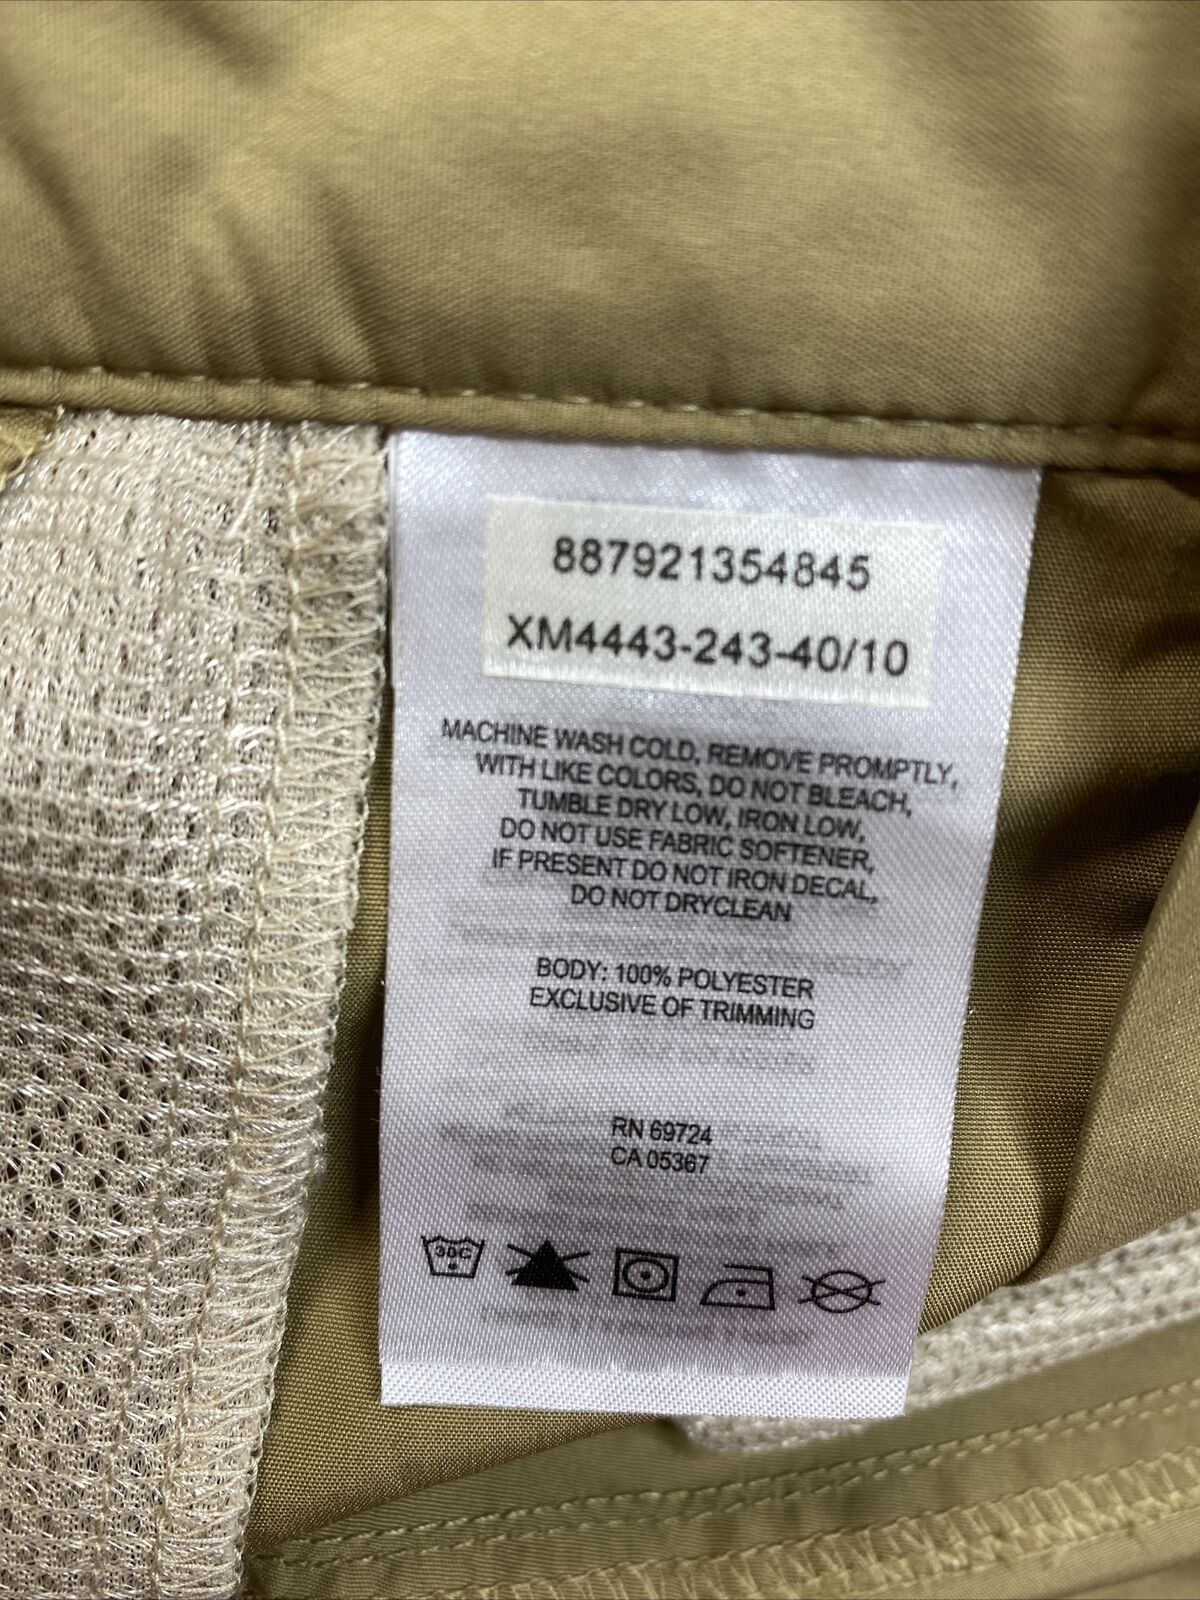 887921354845
XM4443-243-40/10
MACHINE WASH COLD, REMOVE PROMPTLY,
WITH LIKE COLORS, DO NOT BLEACH,
TUMBLE DRY LOW, IRON LOW,
DO NOT USE FABRIC SOFTENER,
IF PRESENT DO NOT IRON DECAL,
DO NOT DRYCLEAN
BODY: 100% POLYESTER
EXCLUSIVE OF TRIMMING
RN 69724
CA 05367
30C